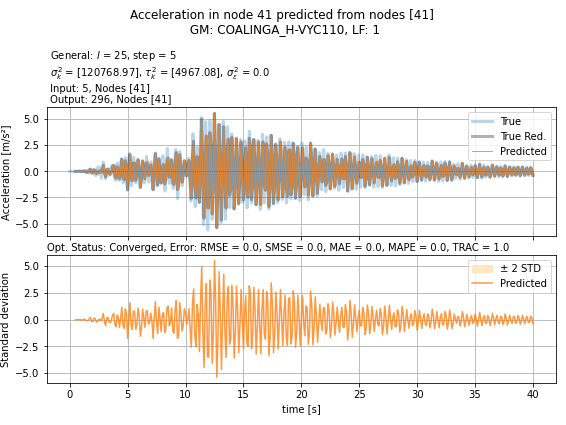 Acceleration in node 41 predicted from nodes [41]
GM: COALINGA_H-VYC110, LF: 1
General: l = 25, step = 5
σ²ₖ = [120768.97], τ²ₖ = [4967.08], σ²ε = 0.0
Input: 5, Nodes [41]
Output: 296, Nodes [41]
Acceleration [m/s²]
5.0
2.5
0.0
−2.5
−5.0
True
True Red.
Predicted
Opt. Status: Converged, Error: RMSE = 0.0, SMSE = 0.0, MAE = 0.0, MAPE = 0.0, TRAC = 1.0
Standard deviation
5.0
2.5
0.0
−2.5
−5.0
± 2 STD
Predicted
0 5 10 15 20 25 30 35 40
time [s]